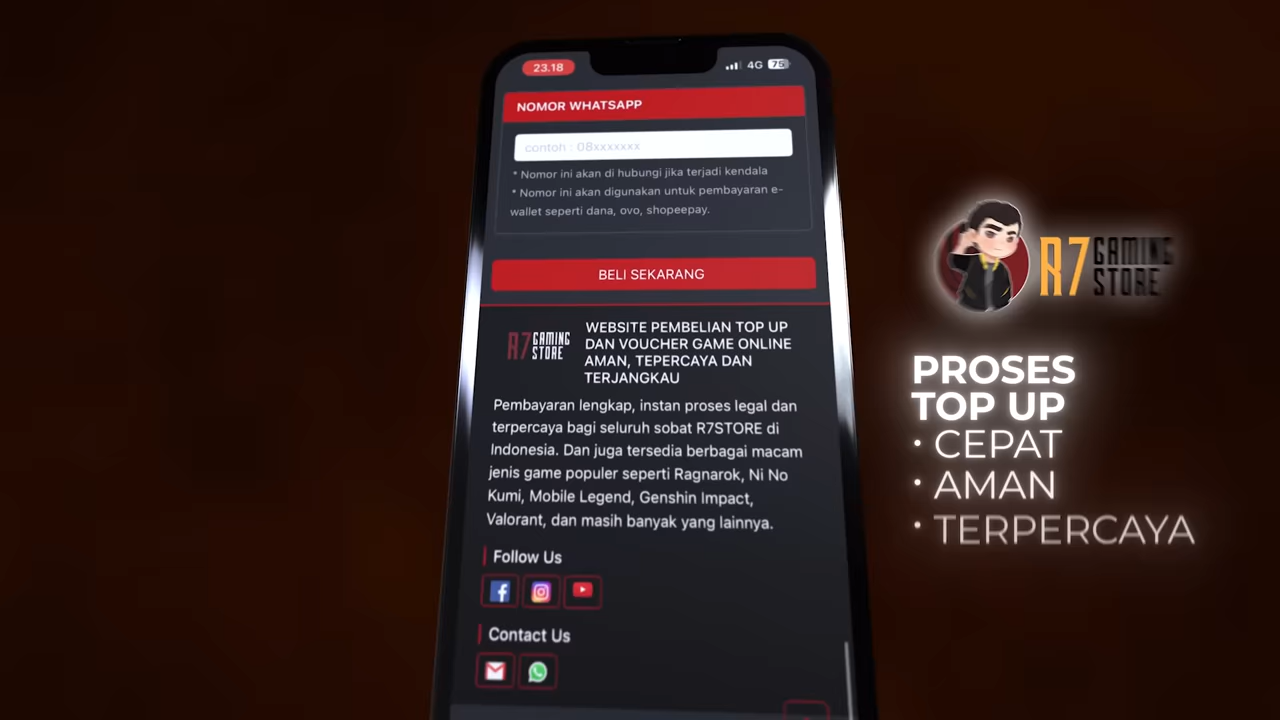 23.18
4G
75
NOMOR WHATSAPP
contoh : 08xxxxxxx
* Nomor ini akan di hubungi jika terjadi kendala
* Nomor ini akan digunakan untuk pembayaran e-
wallet seperti dana, ovo, shopeepay.
BELI SEKARANG
R7 GAMING
STORE
WEBSITE PEMBELIAN TOP UP
DAN VOUCHER GAME ONLINE
AMAN, TEPERCAYA DAN
TERJANGKAU
Pembayaran lengkap, instan proses legal dan
terpercaya bagi seluruh sobat R7STORE di
Indonesia. Dan juga tersedia berbagai macam
jenis game populer seperti Ragnarok, Ni No
Kumi, Mobile Legend, Genshin Impact,
Valorant, dan masih banyak yang lainnya.
Follow Us
Contact Us
R7 GAMING
STORE
PROSES
TOP UP
• CEPAT
• AMAN
• TERPERCAYA